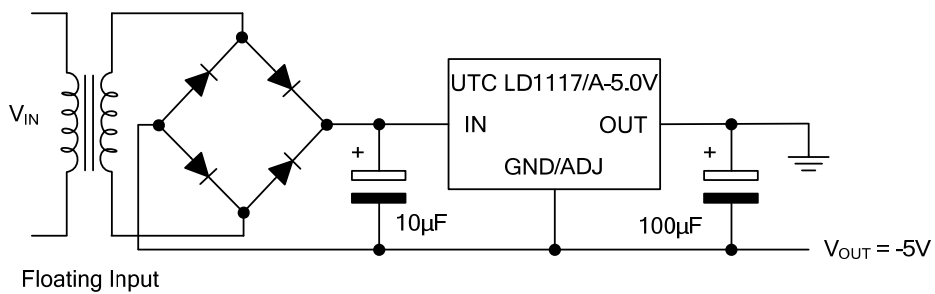 UTC LD1117/A-5.0V
VIN
IN
OUT
+
+
GND/ADJ
10µF
100µF
VOUT = -5V
Floating Input